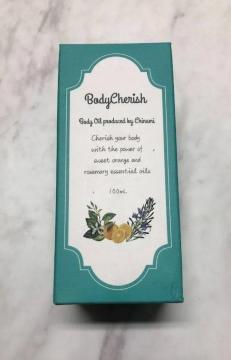 BodyCherish
Body Oil produced by Chinami
Cherish your body
with the power of
sweet orange and
rosemary essential oils
100mL